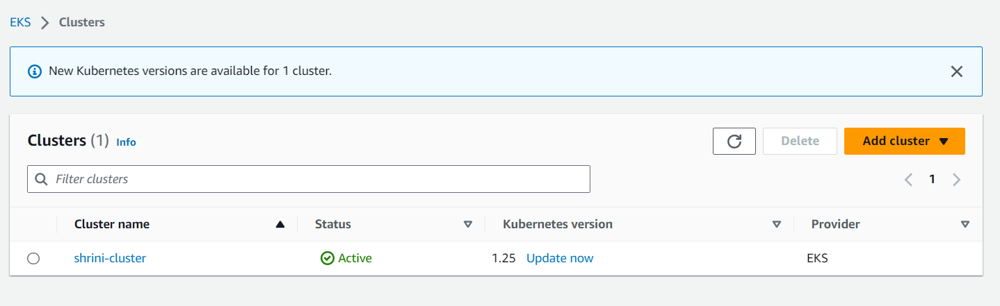 EKS Clusters
New Kubernetes versions are available for 1 cluster.
Clusters (1) Info
Delete
Add cluster
Filter clusters
1
Cluster name Status Kubernetes version Provider
shrini-cluster Active 1.25 Update now EKS